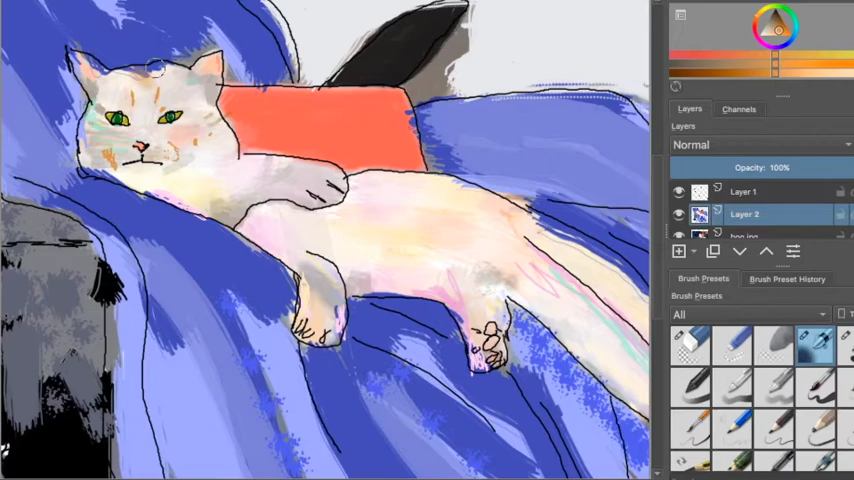 Layers
Channels
Layers
Normal
Opacity: 100%
Layer 1
Layer 2
Brush Presets
Brush Preset History
Brush Presets
All